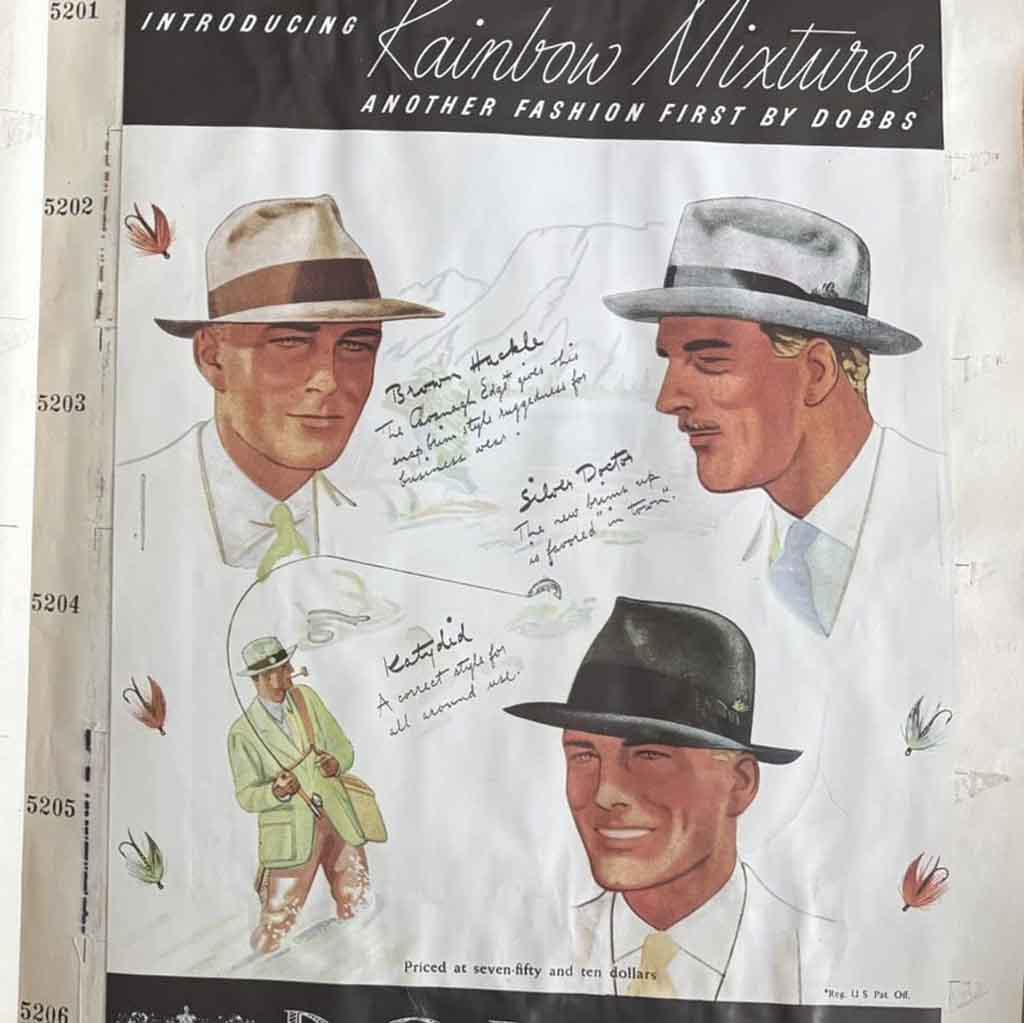 5201
INTRODUCING Rainbow Mixtures
ANOTHER FASHION FIRST BY DOBBS
5202
Brown Hackle
The Cavanagh Edge* gives this
snap brim style ruggedness for
business wear.
5203
Silver Doctor
The new brim up
is favored "in town".
5204
Katydid
A correct style for
all around use.
5205
Priced at seven-fifty and ten dollars
*Reg. U S Pat. Off.
5206